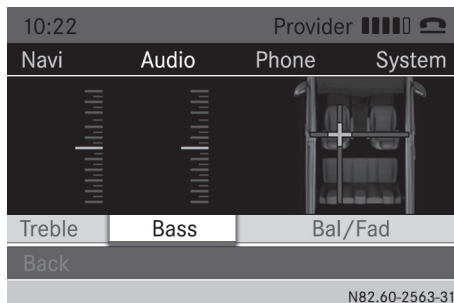 10:22 Provider
Navi Audio Phone System
Treble Bass Bal/Fad
Back
N82.60-2563-31